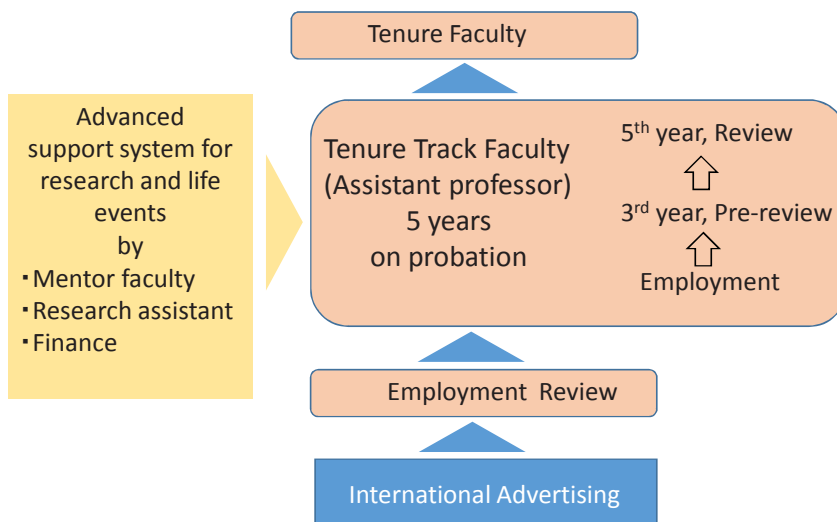 Tenure Faculty
Advanced
support system for
research and life
events
by
・Mentor faculty
・Research assistant
・Finance
Tenure Track Faculty
(Assistant professor)
5 years
on probation
5th year, Review
3rd year, Pre-review
Employment
Employment Review
International Advertising